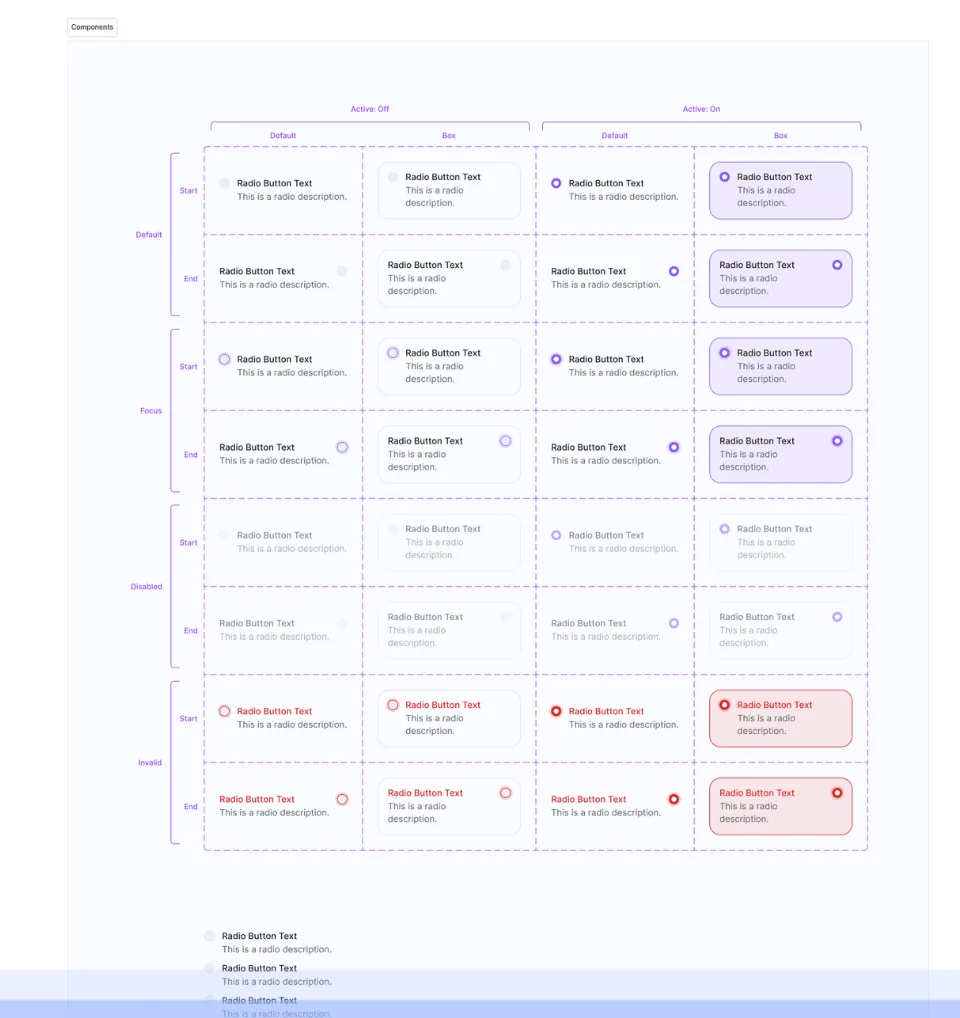 Components
Active: Off
Active: On
Default
Box
Default
Box
Default
Start
Radio Button Text
This is a radio description.
Radio Button Text
This is a radio
description.
Radio Button Text
This is a radio description.
Radio Button Text
This is a radio
description.
End
Radio Button Text
This is a radio description.
Radio Button Text
This is a radio
description.
Radio Button Text
This is a radio description.
Radio Button Text
This is a radio
description.
Focus
Start
Radio Button Text
This is a radio description.
Radio Button Text
This is a radio
description.
Radio Button Text
This is a radio description.
Radio Button Text
This is a radio
description.
End
Radio Button Text
This is a radio description.
Radio Button Text
This is a radio
description.
Radio Button Text
This is a radio description.
Radio Button Text
This is a radio
description.
Disabled
Start
Radio Button Text
This is a radio description.
Radio Button Text
This is a radio
description.
Radio Button Text
This is a radio description.
Radio Button Text
This is a radio
description.
End
Radio Button Text
This is a radio description.
Radio Button Text
This is a radio
description.
Radio Button Text
This is a radio description.
Radio Button Text
This is a radio
description.
Invalid
Start
Radio Button Text
This is a radio description.
Radio Button Text
This is a radio
description.
Radio Button Text
This is a radio description.
Radio Button Text
This is a radio
description.
End
Radio Button Text
This is a radio description.
Radio Button Text
This is a radio
description.
Radio Button Text
This is a radio description.
Radio Button Text
This is a radio
description.
Radio Button Text
This is a radio description.
Radio Button Text
This is a radio description.
Radio Button Text
This is a radio description.